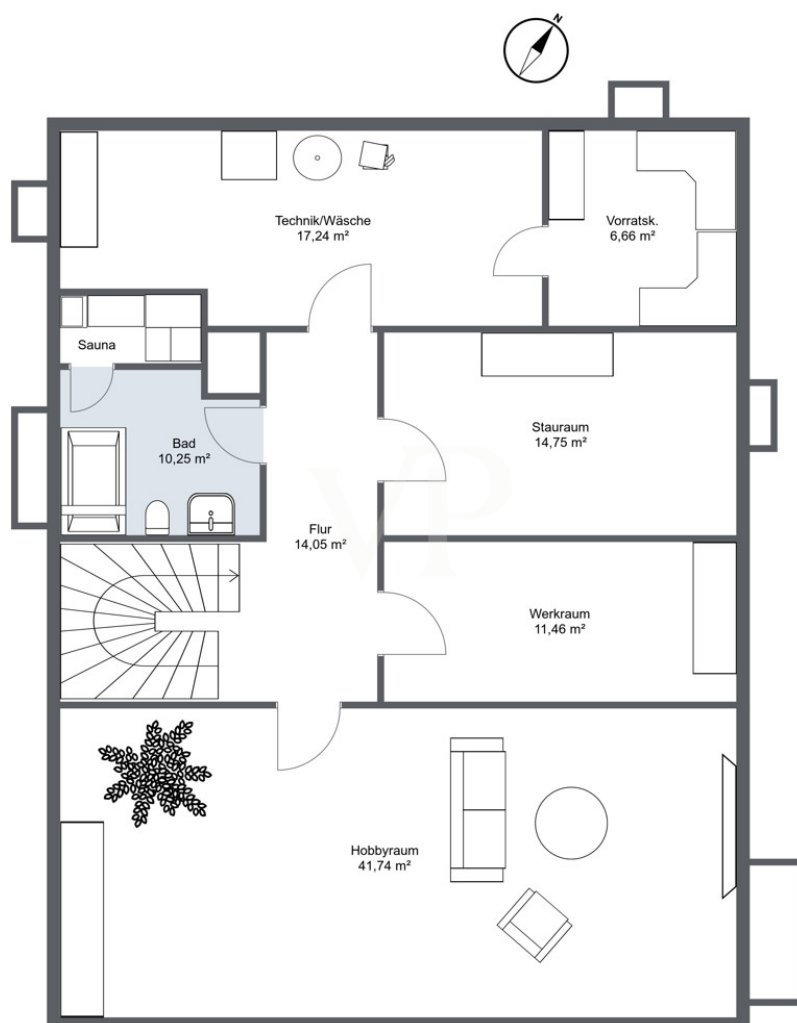 N
Technik/Wäsche
17,24 m²
Vorratsk.
6,66 m²
Sauna
Stauraum
14,75 m²
Bad
10,25 m²
VP
Flur
14,05 m²
Werkraum
11,46 m²
Hobbyraum
41,74 m²